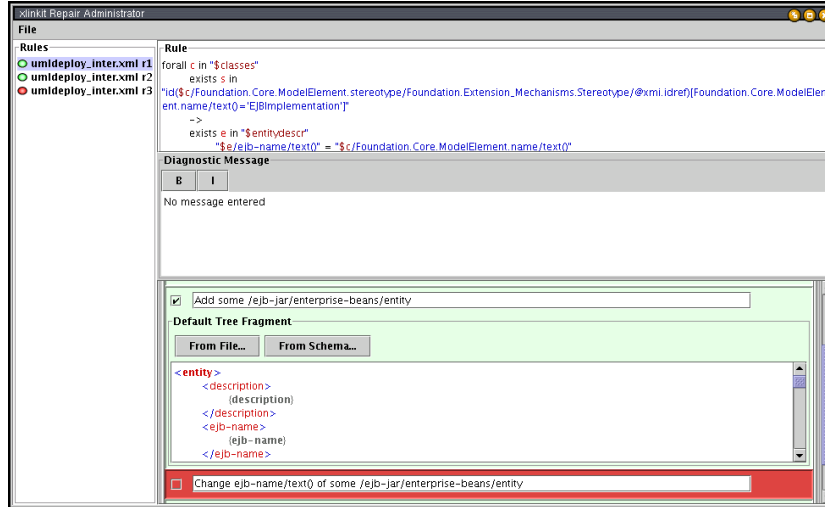 xlinkit Repair Administrator
File
Rules
umldeploy_inter.xml r1
umldeploy_inter.xml r2
umldeploy_inter.xml r3
Rule
forall c in "$classes"
exists s in
"id($c/Foundation.Core.ModelElement.stereotype/Foundation.Extension_Mechanisms.Stereotype/@xmi.idref)[Foundation.Core.ModelElem
ent.name/text()='EJBImplementation']"
->
exists e in "$entitydescr"
"$e/ejb-name/text()" = "$c/Foundation.Core.ModelElement.name/text()"
Diagnostic Message
B I
No message entered
Add some /ejb-jar/enterprise-beans/entity
Default Tree Fragment
From File... From Schema...
<entity>
<description>
{description}
</description>
<ejb-name>
{ejb-name}
</ejb-name>
Change ejb-name/text() of some /ejb-jar/enterprise-beans/entity